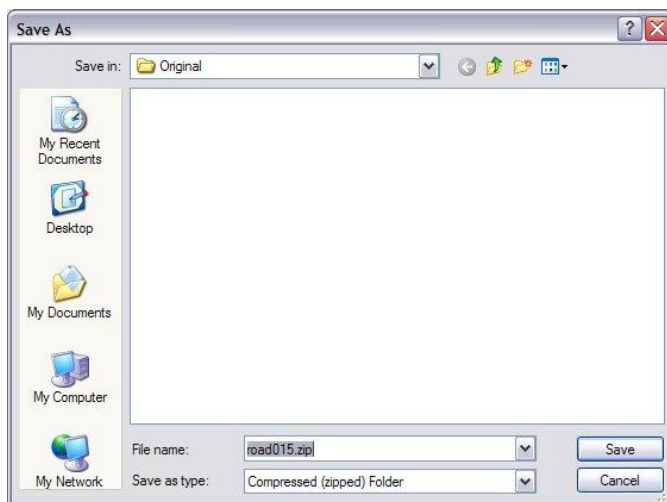 Save As
Save in: Original
My Recent
Documents
Desktop
My Documents
My Computer
My Network
File name: road015.zip Save
Save as type: Compressed (zipped) Folder Cancel